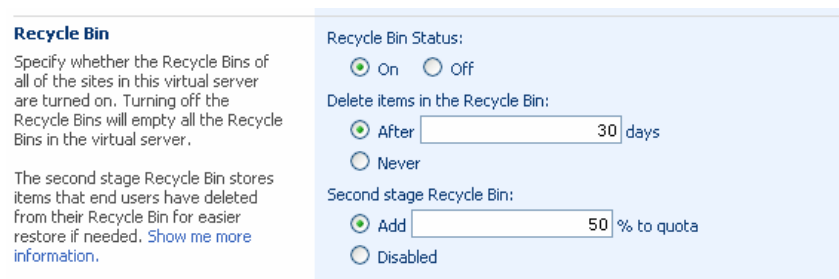 Recycle Bin
Specify whether the Recycle Bins of
all of the sites in this virtual server
are turned on. Turning off the
Recycle Bins will empty all the Recycle
Bins in the virtual server.
The second stage Recycle Bin stores
items that end users have deleted
from their Recycle Bin for easier
restore if needed. Show me more
information.
Recycle Bin Status:
On Off
Delete items in the Recycle Bin:
After 30 days
Never
Second stage Recycle Bin:
Add 50 % to quota
Disabled